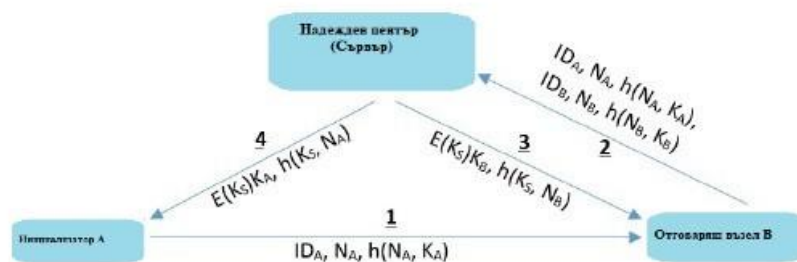 Надежден център
(Сървър)
ID_A, N_A, h(N_A, K_A),
ID_B, N_B, h(N_B, K_B)
2
4
E(K_S)K_A, h(K_S, N_A)
3
E(K_S)K_B, h(K_S, N_B)
Инициализатор А
1
ID_A, N_A, h(N_A, K_A)
Отговарящ възел В